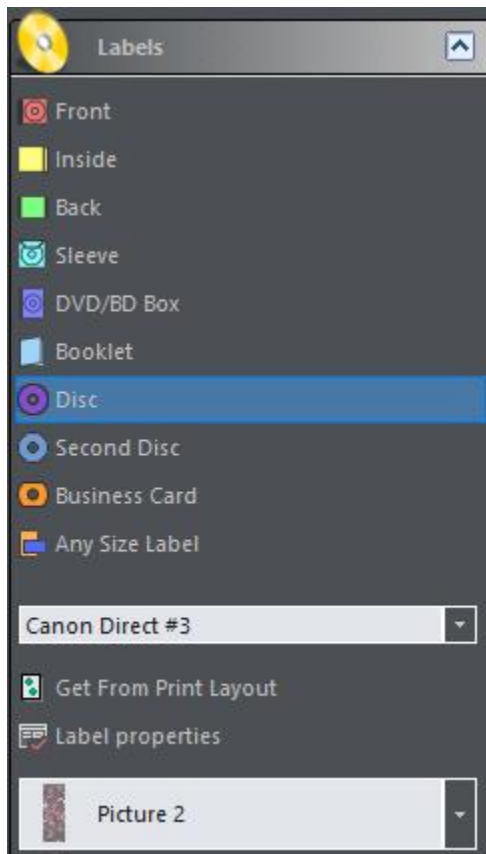 Labels
Front
Inside
Back
Sleeve
DVD/BD Box
Booklet
Disc
Second Disc
Business Card
Any Size Label
Canon Direct #3
Get From Print Layout
Label properties
Picture 2